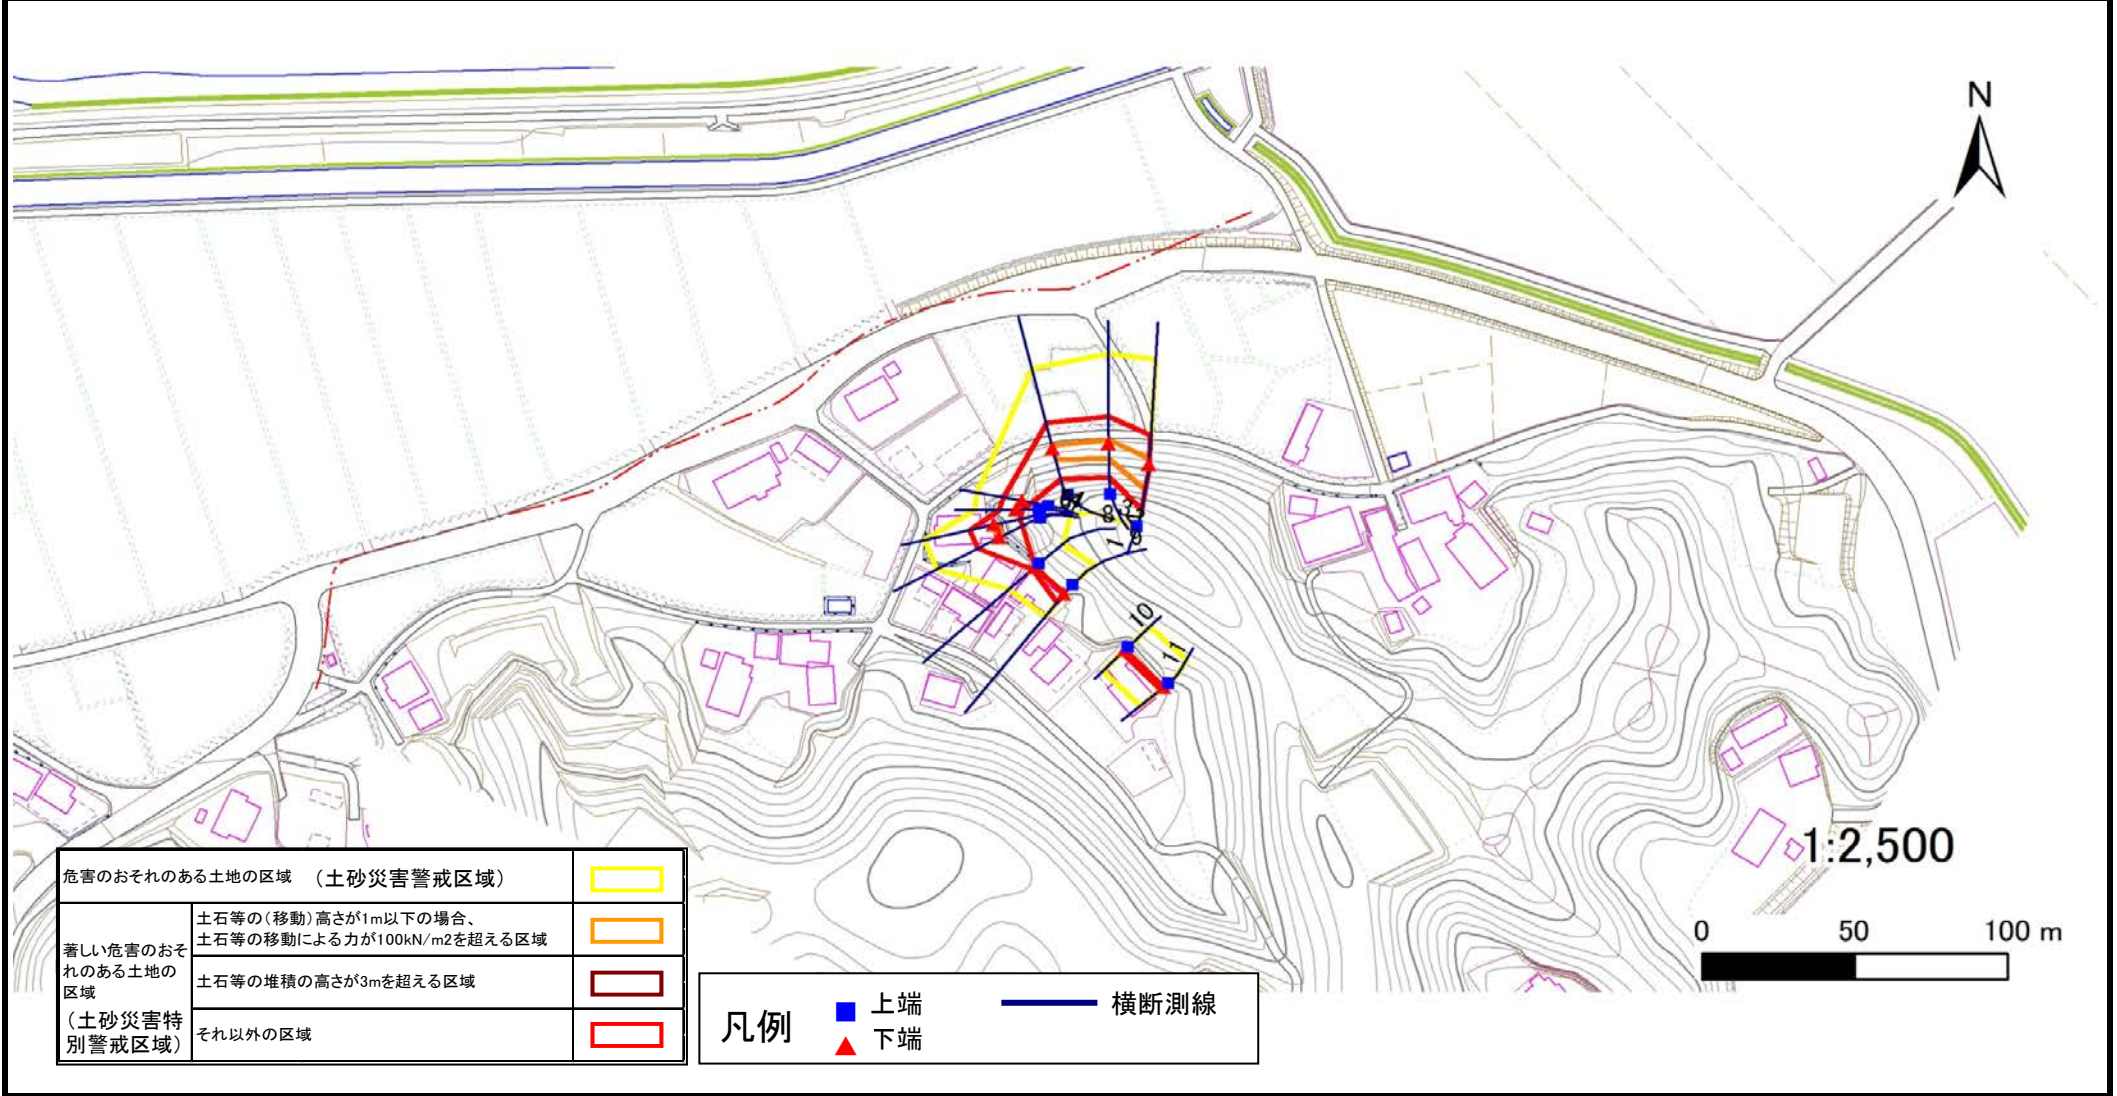 N
3
8
1
9
10
11
1:2,500
0 50 100 m
危害のおそれのある土地の区域 (土砂災害警戒区域)
著しい危害のおそ
れのある土地の
区域
(土砂災害特
別警戒区域)
土石等の(移動)高さが1m以下の場合、
土石等の移動による力が100kN/m2を超える区域
土石等の堆積の高さが3mを超える区域
それ以外の区域
凡例
上端
下端
横断測線